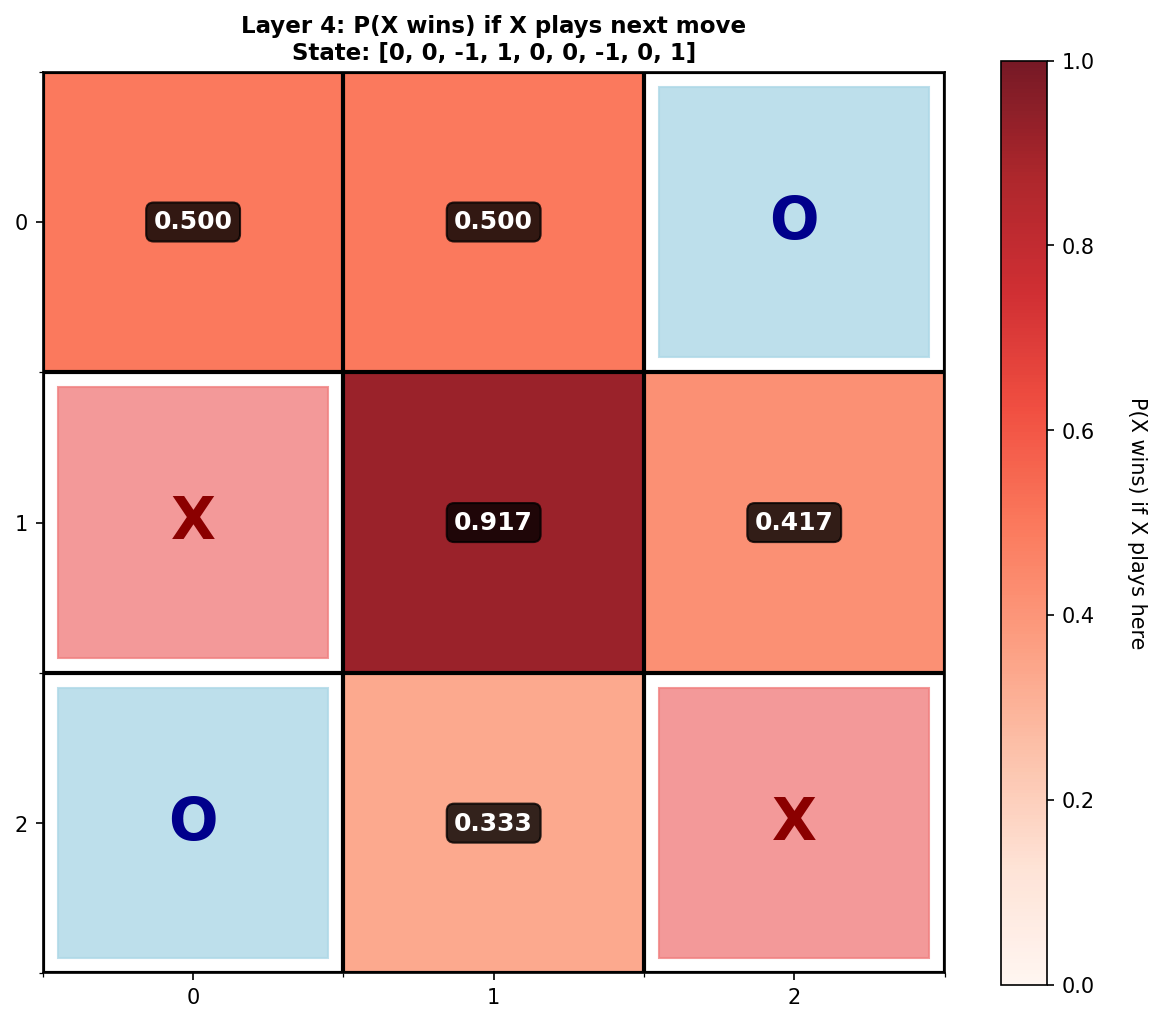 Layer 4: P(X wins) if X plays next move
State: [0, 0, -1, 1, 0, 0, -1, 0, 1]
0
0.500
0.500
O
1
X
0.917
0.417
2
O
0.333
X
0
1
2
1.0
0.8
0.6
0.4
0.2
0.0
P(X wins) if X plays here